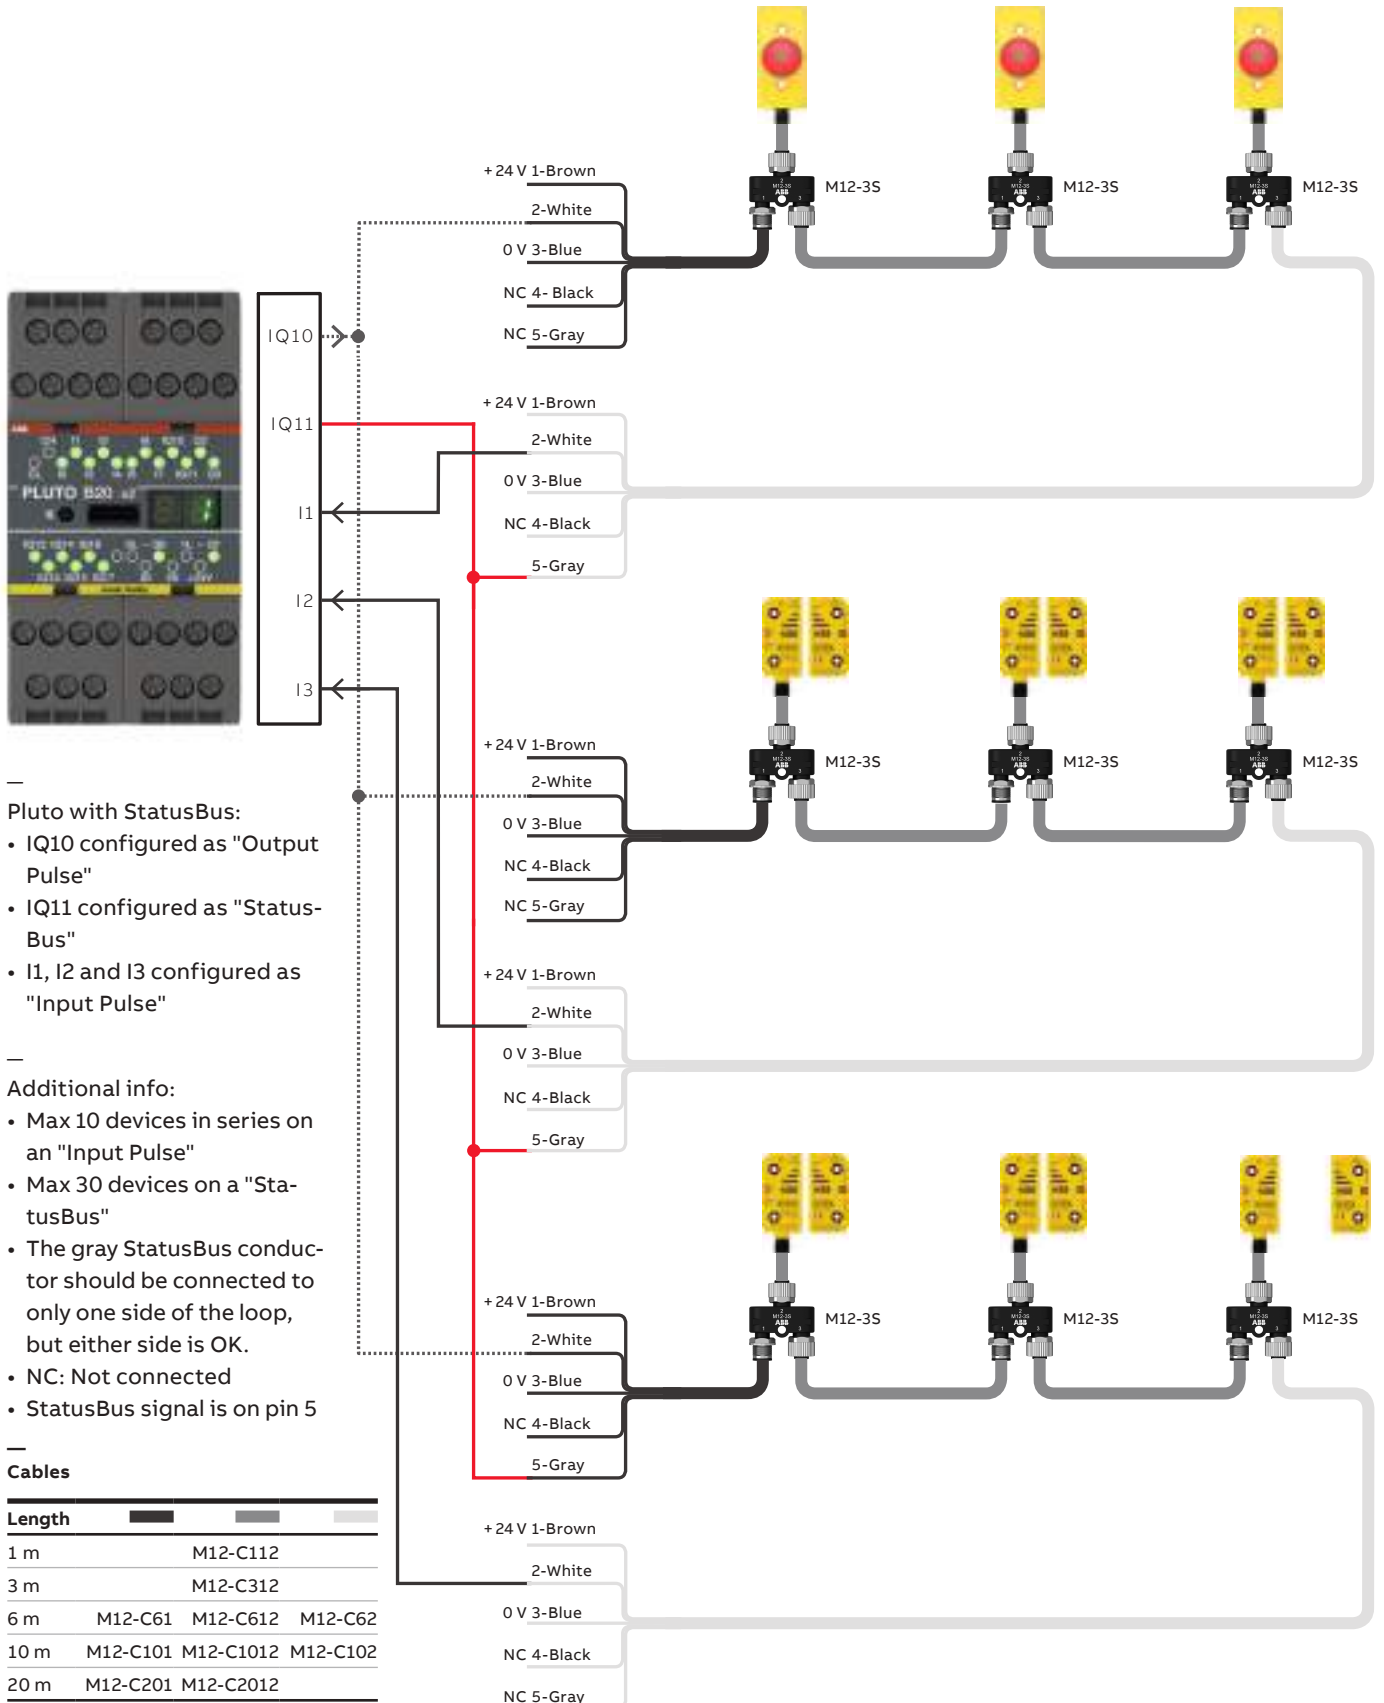 + 24 V 1-Brown
2-White
0 V 3-Blue
NC 4- Black
NC 5-Gray
M12-3S
M12-3S
M12-3S
IQ10
IQ11
I1
I2
I3
PLUTO B20
+ 24 V 1-Brown
2-White
0 V 3-Blue
NC 4-Black
5-Gray
+ 24 V 1-Brown
2-White
0 V 3-Blue
NC 4-Black
NC 5-Gray
M12-3S
M12-3S
M12-3S
+ 24 V 1-Brown
2-White
0 V 3-Blue
NC 4-Black
5-Gray
+ 24 V 1-Brown
2-White
0 V 3-Blue
NC 4-Black
5-Gray
M12-3S
M12-3S
M12-3S
+ 24 V 1-Brown
2-White
0 V 3-Blue
NC 4-Black
NC 5-Gray
—
Pluto with StatusBus:
• IQ10 configured as "Output
Pulse"
• IQ11 configured as "Status-
Bus"
• I1, I2 and I3 configured as
"Input Pulse"
—
Additional info:
• Max 10 devices in series on
an "Input Pulse"
• Max 30 devices on a "Sta-
tusBus"
• The gray StatusBus conduc-
tor should be connected to
only one side of the loop,
but either side is OK.
• NC: Not connected
• StatusBus signal is on pin 5
—
Cables
Length
1 m M12-C112
3 m M12-C312
6 m M12-C61 M12-C612 M12-C62
10 m M12-C101 M12-C1012 M12-C102
20 m M12-C201 M12-C2012